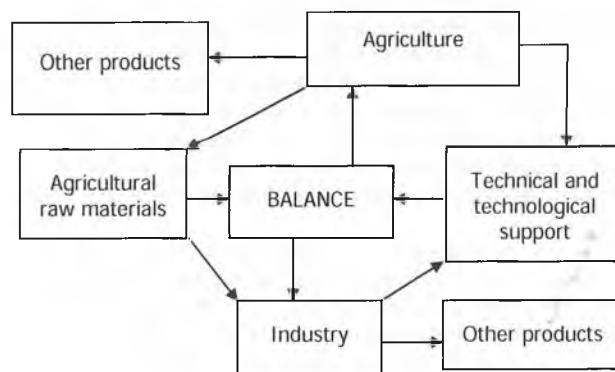 Agriculture
Other products
Agricultural
raw materials
BALANCE
Technical and
technological
support
Industry
Other products